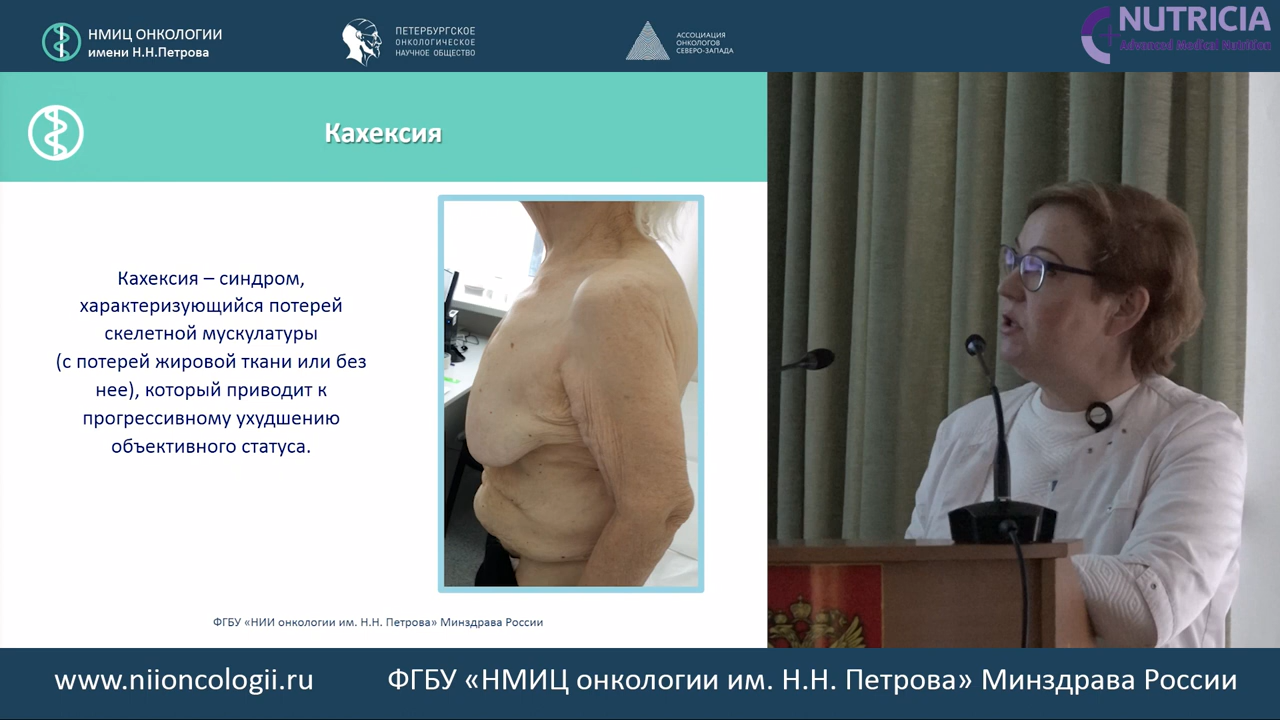 НМИЦ ОНКОЛОГИИ
имени Н.Н.Петрова
ПЕТЕРБУРГСКОЕ
ОНКОЛОГИЧЕСКОЕ
НАУЧНОЕ ОБЩЕСТВО
АССОЦИАЦИЯ
ОНКОЛОГОВ
СЕВЕРО-ЗАПАДА
NUTRICIA
Advanced Medical Nutrition
Кахексия
Кахексия – синдром,
характеризующийся потерей
скелетной мускулатуры
(с потерей жировой ткани или без
нее), который приводит к
прогрессивному ухудшению
объективного статуса.
ФГБУ «НИИ онкологии им. Н.Н. Петрова» Минздрава России
www.niioncologii.ru
ФГБУ «НМИЦ онкологии им. Н.Н. Петрова» Минздрава России